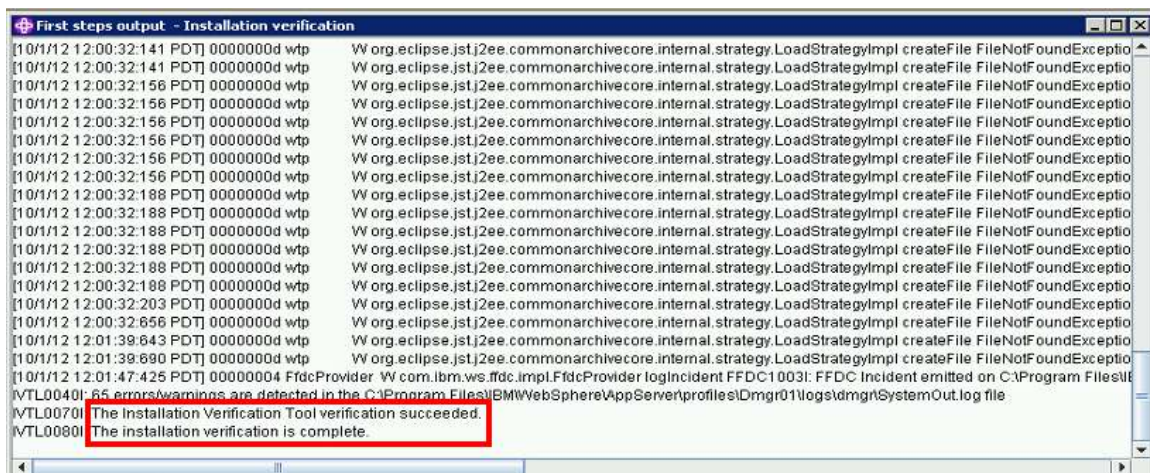 First steps output - Installation verification
[10/1/12 12:00:32:141 PDT] 0000000d wtp W org.eclipse.jst.j2ee.commonarchivecore.internal.strategy.LoadStrategyImpl createFile FileNotFoundExceptio
[10/1/12 12:00:32:141 PDT] 0000000d wtp W org.eclipse.jst.j2ee.commonarchivecore.internal.strategy.LoadStrategyImpl createFile FileNotFoundExceptio
[10/1/12 12:00:32:156 PDT] 0000000d wtp W org.eclipse.jst.j2ee.commonarchivecore.internal.strategy.LoadStrategyImpl createFile FileNotFoundExceptio
[10/1/12 12:00:32:156 PDT] 0000000d wtp W org.eclipse.jst.j2ee.commonarchivecore.internal.strategy.LoadStrategyImpl createFile FileNotFoundExceptio
[10/1/12 12:00:32:156 PDT] 0000000d wtp W org.eclipse.jst.j2ee.commonarchivecore.internal.strategy.LoadStrategyImpl createFile FileNotFoundExceptio
[10/1/12 12:00:32:156 PDT] 0000000d wtp W org.eclipse.jst.j2ee.commonarchivecore.internal.strategy.LoadStrategyImpl createFile FileNotFoundExceptio
[10/1/12 12:00:32:156 PDT] 0000000d wtp W org.eclipse.jst.j2ee.commonarchivecore.internal.strategy.LoadStrategyImpl createFile FileNotFoundExceptio
[10/1/12 12:00:32:156 PDT] 0000000d wtp W org.eclipse.jst.j2ee.commonarchivecore.internal.strategy.LoadStrategyImpl createFile FileNotFoundExceptio
[10/1/12 12:00:32:188 PDT] 0000000d wtp W org.eclipse.jst.j2ee.commonarchivecore.internal.strategy.LoadStrategyImpl createFile FileNotFoundExceptio
[10/1/12 12:00:32:188 PDT] 0000000d wtp W org.eclipse.jst.j2ee.commonarchivecore.internal.strategy.LoadStrategyImpl createFile FileNotFoundExceptio
[10/1/12 12:00:32:188 PDT] 0000000d wtp W org.eclipse.jst.j2ee.commonarchivecore.internal.strategy.LoadStrategyImpl createFile FileNotFoundExceptio
[10/1/12 12:00:32:188 PDT] 0000000d wtp W org.eclipse.jst.j2ee.commonarchivecore.internal.strategy.LoadStrategyImpl createFile FileNotFoundExceptio
[10/1/12 12:00:32:188 PDT] 0000000d wtp W org.eclipse.jst.j2ee.commonarchivecore.internal.strategy.LoadStrategyImpl createFile FileNotFoundExceptio
[10/1/12 12:00:32:188 PDT] 0000000d wtp W org.eclipse.jst.j2ee.commonarchivecore.internal.strategy.LoadStrategyImpl createFile FileNotFoundExceptio
[10/1/12 12:00:32:203 PDT] 0000000d wtp W org.eclipse.jst.j2ee.commonarchivecore.internal.strategy.LoadStrategyImpl createFile FileNotFoundExceptio
[10/1/12 12:00:32:656 PDT] 0000000d wtp W org.eclipse.jst.j2ee.commonarchivecore.internal.strategy.LoadStrategyImpl createFile FileNotFoundExceptio
[10/1/12 12:01:39:643 PDT] 0000000d wtp W org.eclipse.jst.j2ee.commonarchivecore.internal.strategy.LoadStrategyImpl createFile FileNotFoundExceptio
[10/1/12 12:01:39:690 PDT] 0000000d wtp W org.eclipse.jst.j2ee.commonarchivecore.internal.strategy.LoadStrategyImpl createFile FileNotFoundExceptio
[10/1/12 12:01:47:425 PDT] 00000004 FfdcProvider W com.ibm.ws.ffdc.impl.FfdcProvider logIncident FFDC1003I: FFDC Incident emitted on C:\Program Files\IE
IVTL0040I: 65 errors/warnings are detected in the C:\Program Files\IBM\WebSphere\AppServer\profiles\Dmgr01\logs\dmgr\SystemOut.log file
IVTL0070I: The Installation Verification Tool verification succeeded.
IVTL0080I: The installation verification is complete.